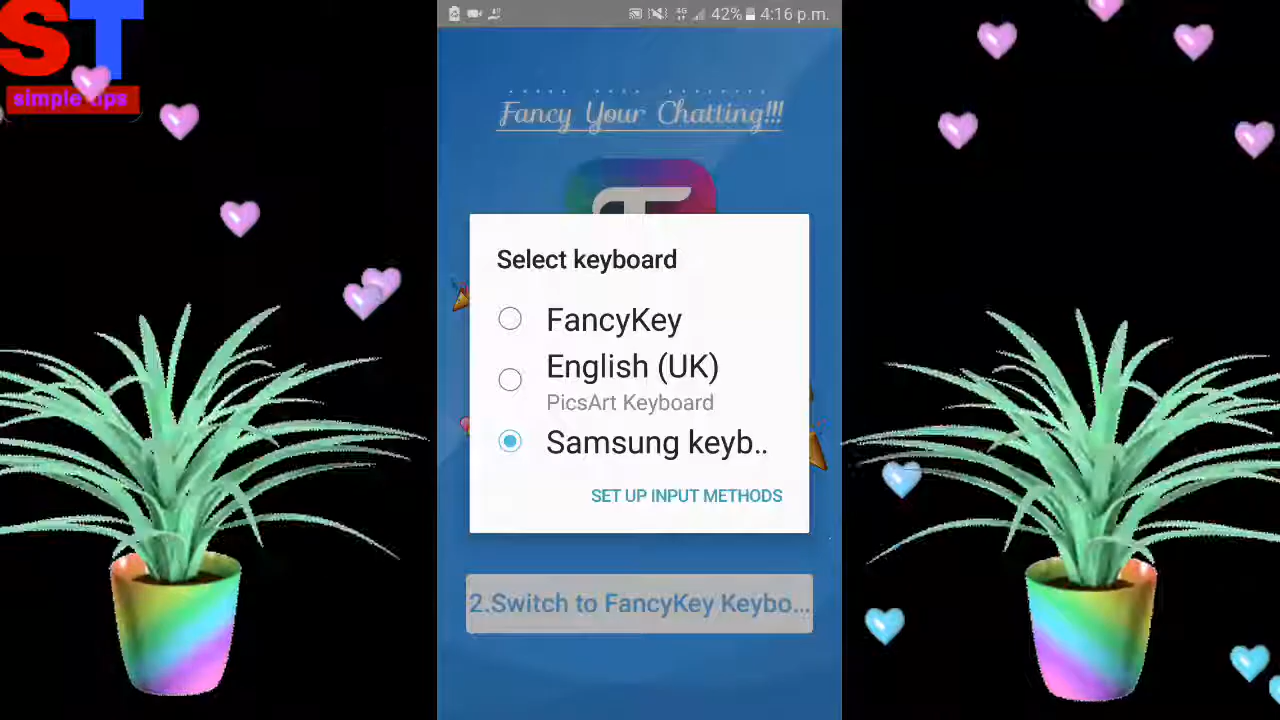 ST
simple tips
4G 42% 4:16 p.m.
Fancy Your Chatting!!!
Select keyboard
FancyKey
English (UK)
PicsArt Keyboard
Samsung keyb..
SET UP INPUT METHODS
2.Switch to FancyKey Keybo...